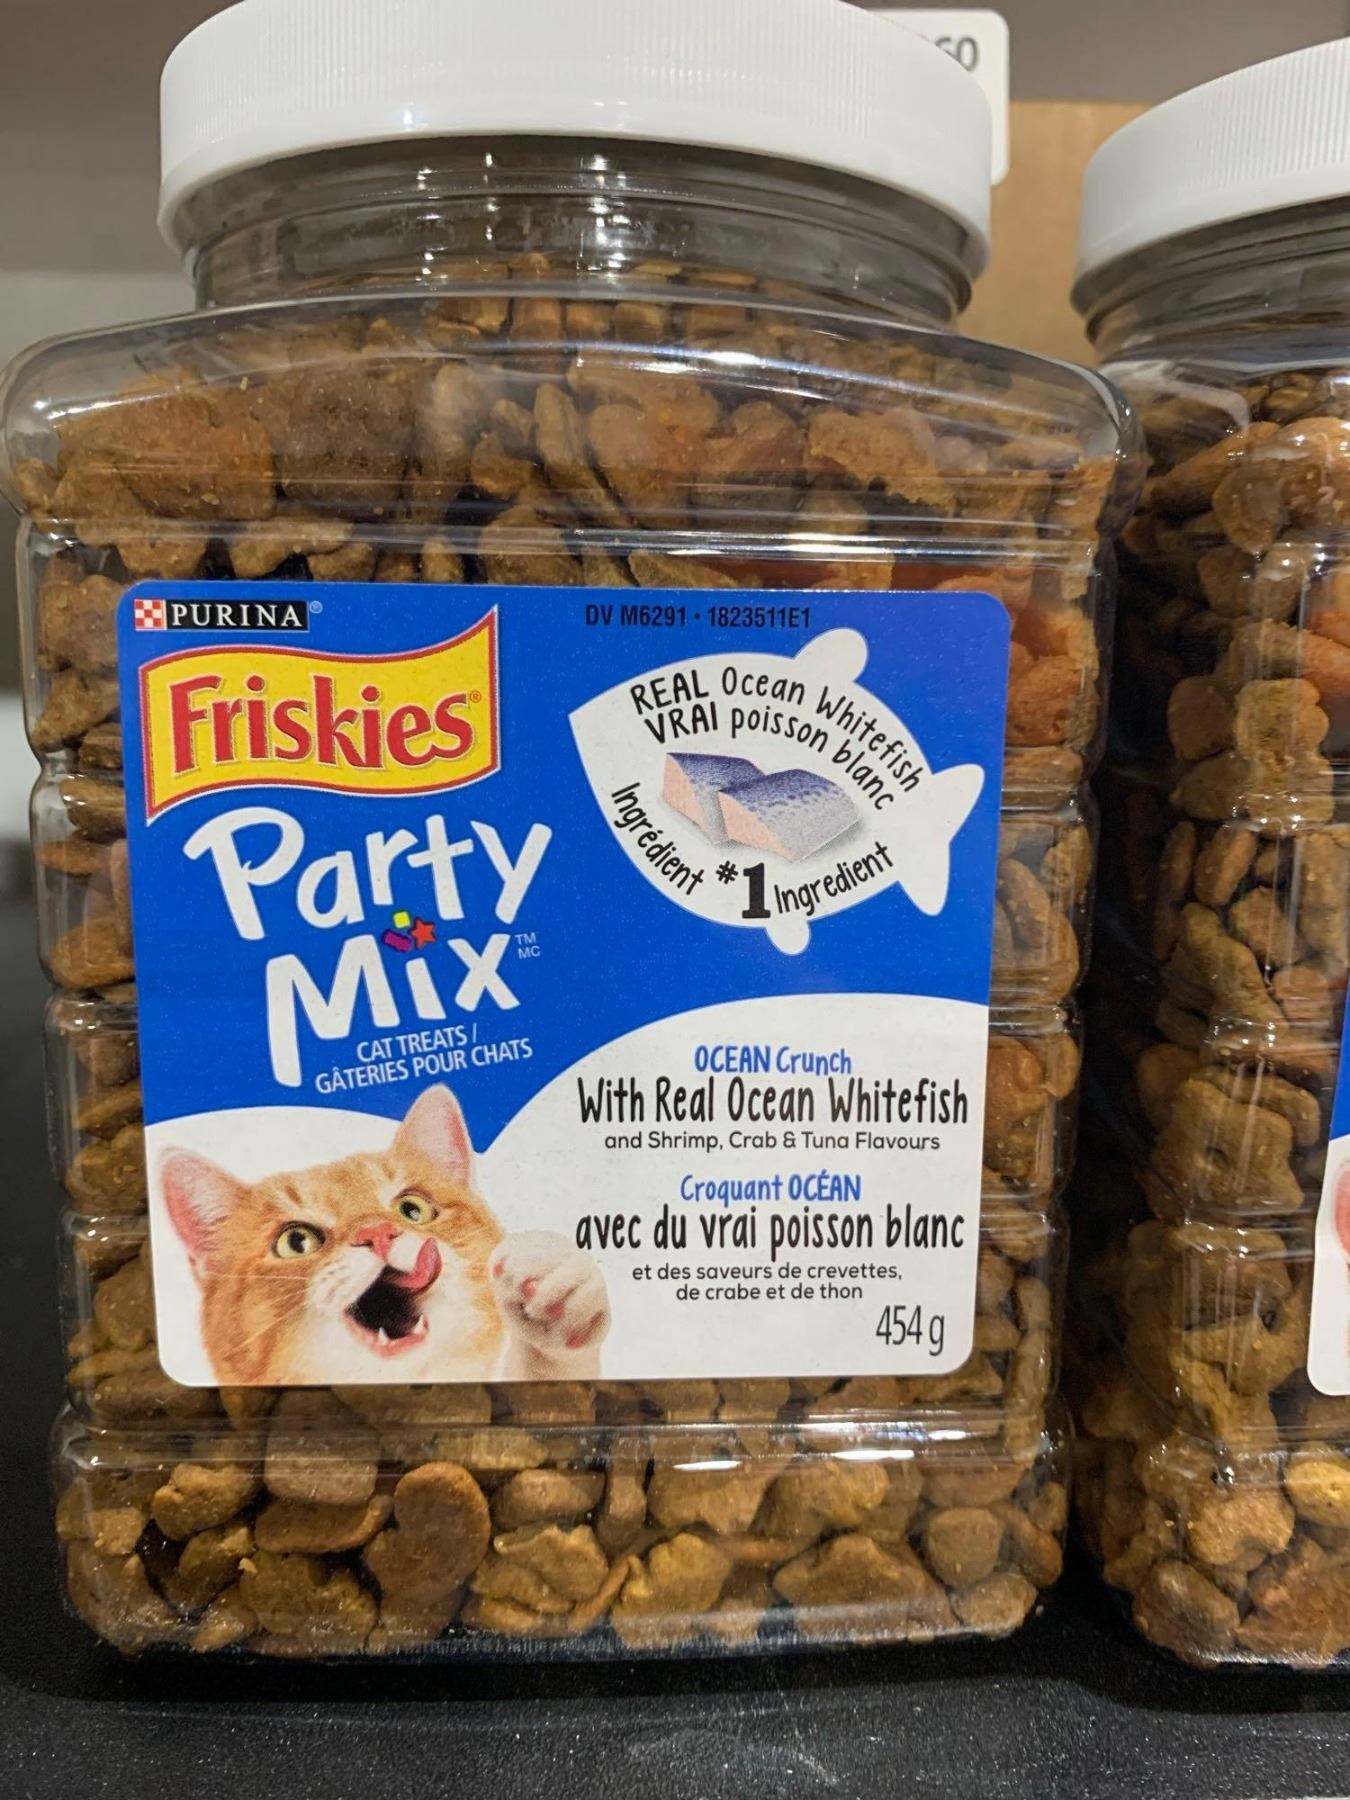 PURINA®
DV M6291 • 1823511E1
Friskies®
Party
Mix™ MC
CAT TREATS /
GÂTERIES POUR CHATS
REAL Ocean Whitefish
VRAI poisson blanc
Ingrédient #1 Ingredient
OCEAN Crunch
With Real Ocean Whitefish
and Shrimp, Crab & Tuna Flavours
Croquant OCÉAN
avec du vrai poisson blanc
et des saveurs de crevettes,
de crabe et de thon
454 g